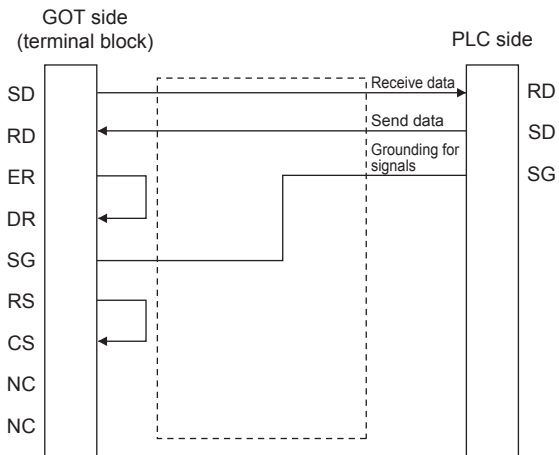 GOT side
(terminal block)
PLC side
SD
Receive data
RD
RD
Send data
SD
Grounding for
signals
ER
SG
DR
SG
RS
CS
NC
NC